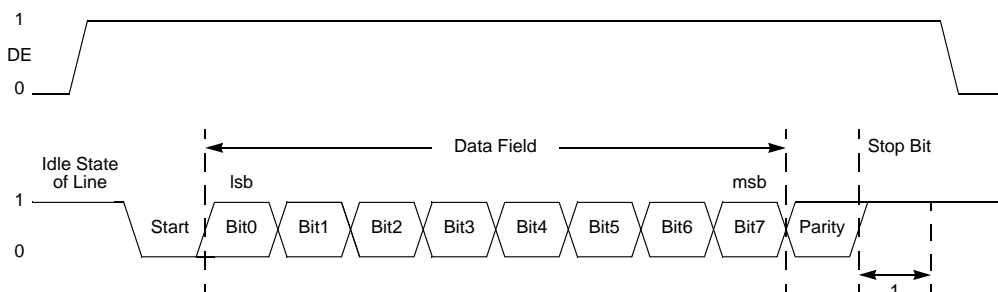 1
DE
0
Data Field
Stop Bit
Idle State
of Line
lsb
msb
1
Start
Bit0
Bit1
Bit2
Bit3
Bit4
Bit5
Bit6
Bit7
Parity
0
1